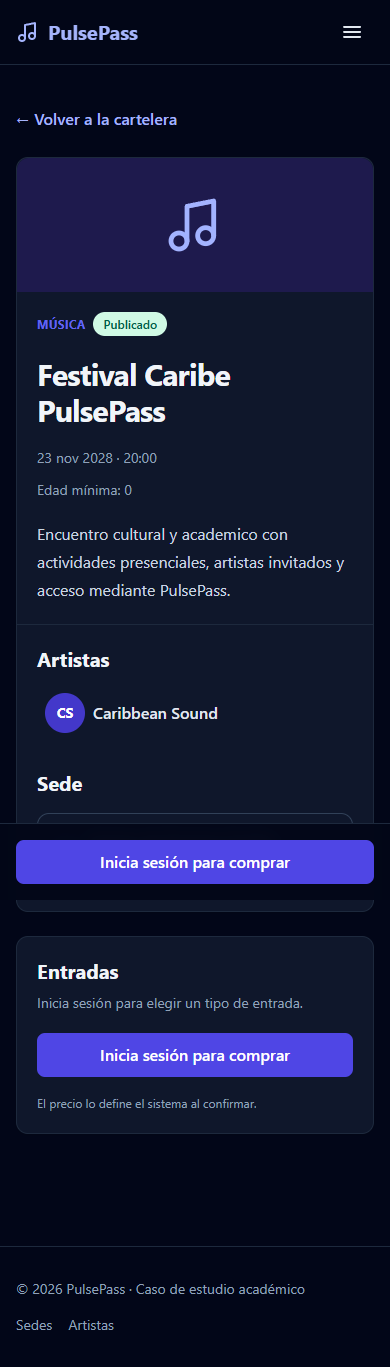 PulsePass
← Volver a la cartelera
MÚSICA Publicado
Festival Caribe
PulsePass
23 nov 2028 · 20:00
Edad mínima: 0
Encuentro cultural y academico con
actividades presenciales, artistas invitados y
acceso mediante PulsePass.
Artistas
CS Caribbean Sound
Sede
Inicia sesión para comprar
Entradas
Inicia sesión para elegir un tipo de entrada.
Inicia sesión para comprar
El precio lo define el sistema al confirmar.
© 2026 PulsePass · Caso de estudio académico
Sedes Artistas